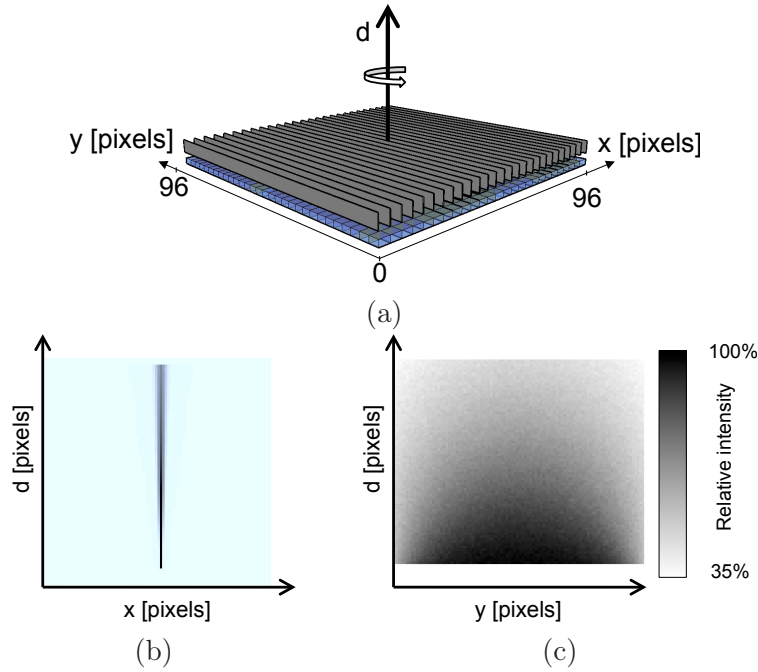 d
y [pixels]
x [pixels]
96
96
0
(a)
d [pixels]
x [pixels]
(b)
d [pixels]
y [pixels]
(c)
100%
Relative intensity
35%